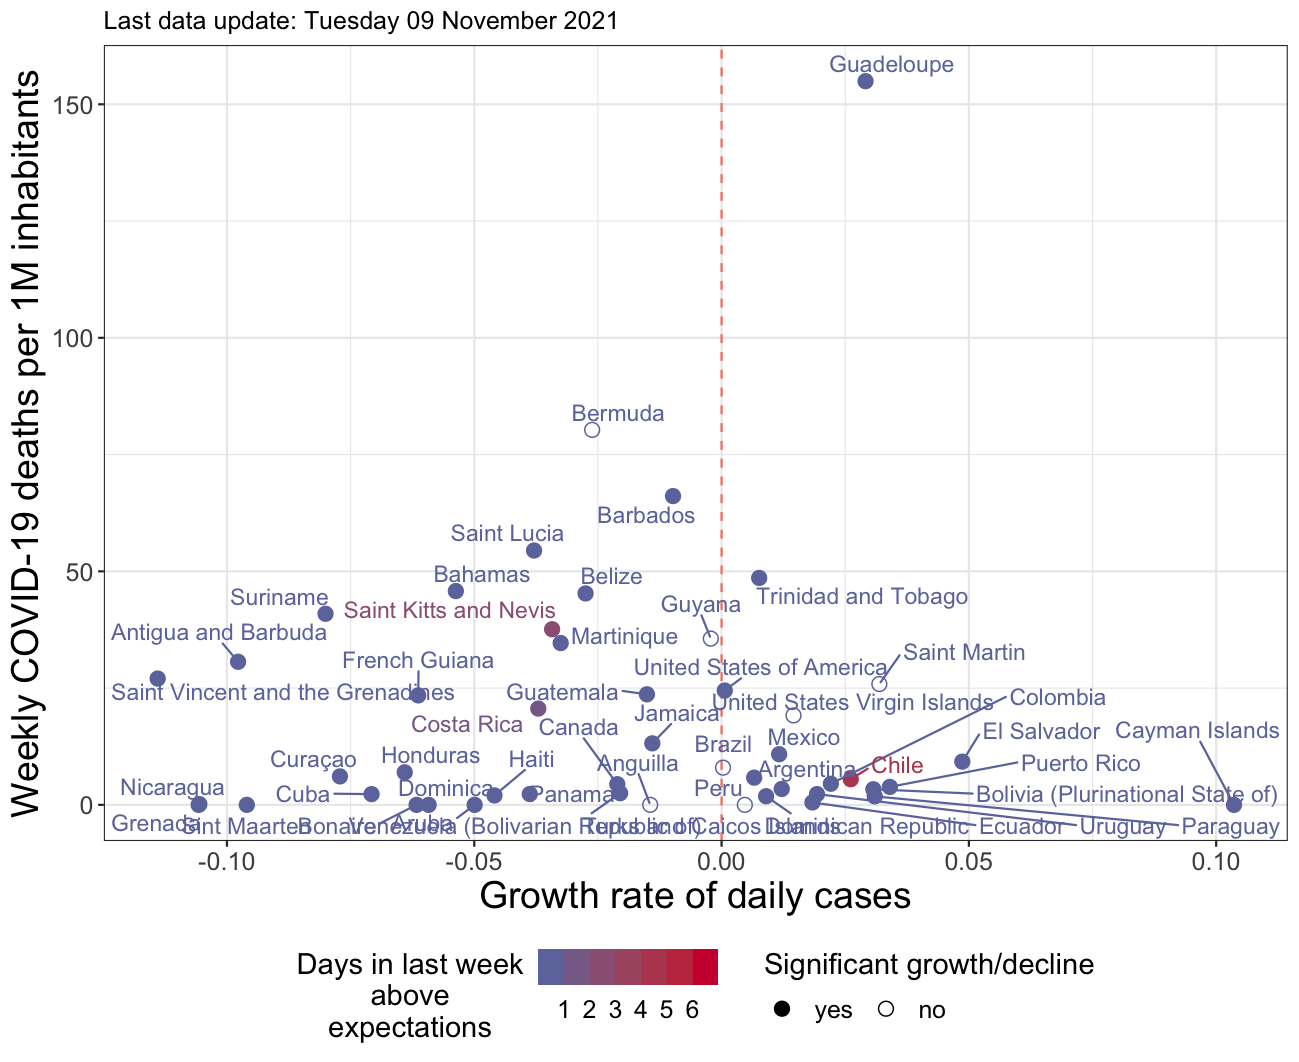 Last data update: Tuesday 09 November 2021
Weekly COVID-19 deaths per 1M inhabitants
150
100
50
0
Guadeloupe
Bermuda
Barbados
Saint Lucia
Bahamas
Belize
Suriname
Saint Kitts and Nevis
Guyana
Trinidad and Tobago
Antigua and Barbuda
Martinique
French Guiana
United States of America
Saint Martin
Saint Vincent and the Grenadines
Guatemala
United States Virgin Islands
Colombia
Costa Rica
Jamaica
Canada
El Salvador
Cayman Islands
Brazil
Mexico
Curaçao
Honduras
Haiti
Anguilla
Argentina
Chile
Puerto Rico
Nicaragua
Cuba
Dominica
Panama
Peru
Bolivia (Plurinational State of)
Grenada
Sint Maarten
Bonaire
Venezuela (Bolivarian Republic of)
Aruba
Turks and Caicos Islands
Dominican Republic
Ecuador
Uruguay
Paraguay
-0.10
-0.05
0.00
0.05
0.10
Growth rate of daily cases
Days in last week
above
expectations
1 2 3 4 5 6
Significant growth/decline
yes
no